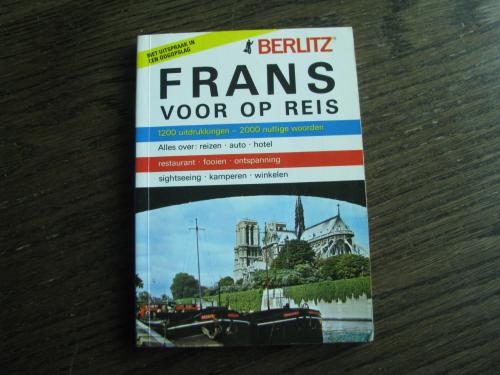 MET UITSPRAAK IN
EEN OOGOPSLAG
BERLITZ®
FRANS
VOOR OP REIS
1200 uitdrukkingen – 2000 nuttige woorden
Alles over: reizen · auto · hotel
restaurant · fooien · ontspanning
sightseeing · kamperen · winkelen